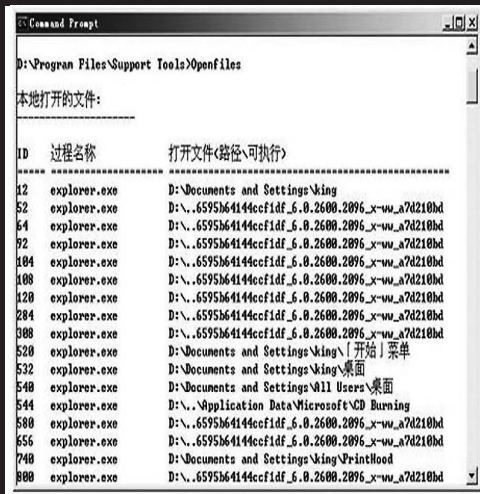 Command Prompt
D:\Program Files\Support Tools>Openfiles
本地打开的文件:
---------------------
ID 过程名称 打开文件<路径\可执行>
===== ==================== ==================================================
12 explorer.exe D:\Documents and Settings\king
52 explorer.exe D:\..6595b64144ccf1df_6.0.2600.2096_x-ww_a7d210bd
64 explorer.exe D:\..6595b64144ccf1df_6.0.2600.2096_x-ww_a7d210bd
92 explorer.exe D:\..6595b64144ccf1df_6.0.2600.2096_x-ww_a7d210bd
104 explorer.exe D:\..6595b64144ccf1df_6.0.2600.2096_x-ww_a7d210bd
108 explorer.exe D:\..6595b64144ccf1df_6.0.2600.2096_x-ww_a7d210bd
120 explorer.exe D:\..6595b64144ccf1df_6.0.2600.2096_x-ww_a7d210bd
284 explorer.exe D:\..6595b64144ccf1df_6.0.2600.2096_x-ww_a7d210bd
308 explorer.exe D:\..6595b64144ccf1df_6.0.2600.2096_x-ww_a7d210bd
520 explorer.exe D:\Documents and Settings\king\「开始」菜单
532 explorer.exe D:\Documents and Settings\king\桌面
540 explorer.exe D:\Documents and Settings\All Users\桌面
544 explorer.exe D:\..\Application Data\Microsoft\CD Burning
580 explorer.exe D:\..6595b64144ccf1df_6.0.2600.2096_x-ww_a7d210bd
656 explorer.exe D:\..6595b64144ccf1df_6.0.2600.2096_x-ww_a7d210bd
740 explorer.exe D:\Documents and Settings\king\PrintHood
800 explorer.exe D:\..6595b64144ccf1df_6.0.2600.2096_x-ww_a7d210bd